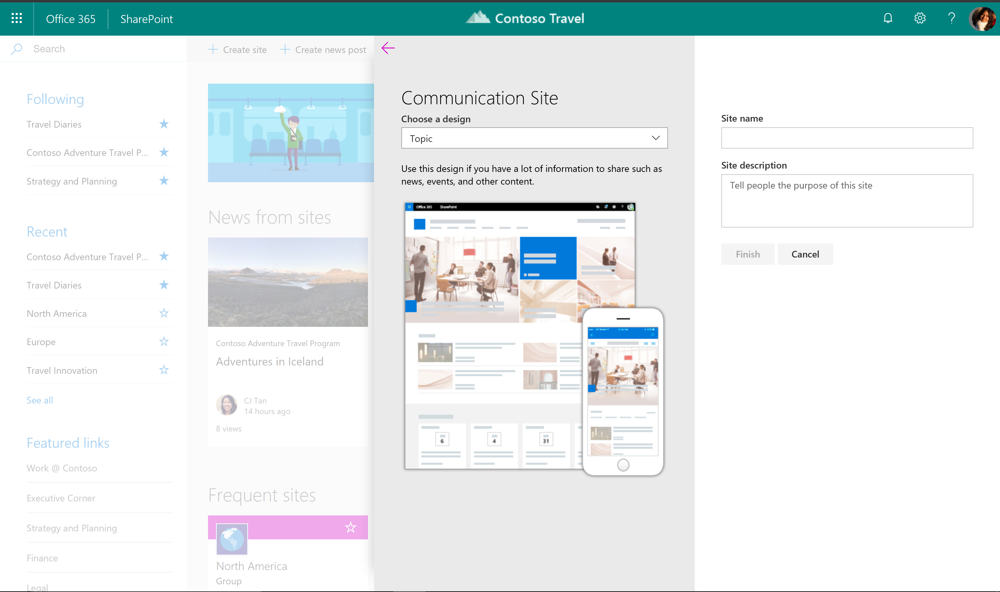 Office 365
SharePoint
Contoso Travel
?
Search
Following
Travel Diaries
Contoso Adventure Travel P...
Strategy and Planning
Recent
Contoso Adventure Travel P...
Travel Diaries
North America
Europe
Travel Innovation
See all
Featured links
Work @ Contoso
Executive Corner
Strategy and Planning
Finance
Legal
Create site
Create news post
News from sites
Contoso Adventure Travel Program
Adventures in Iceland
CJ Tan
14 hours ago
8 views
Frequent sites
North America
Group
Communication Site
Choose a design
Topic
Use this design if you have a lot of information to share such as
news, events, and other content.
Office 365 SharePoint ?
6 4 31
Site name
Site description
Tell people the purpose of this site
Finish
Cancel